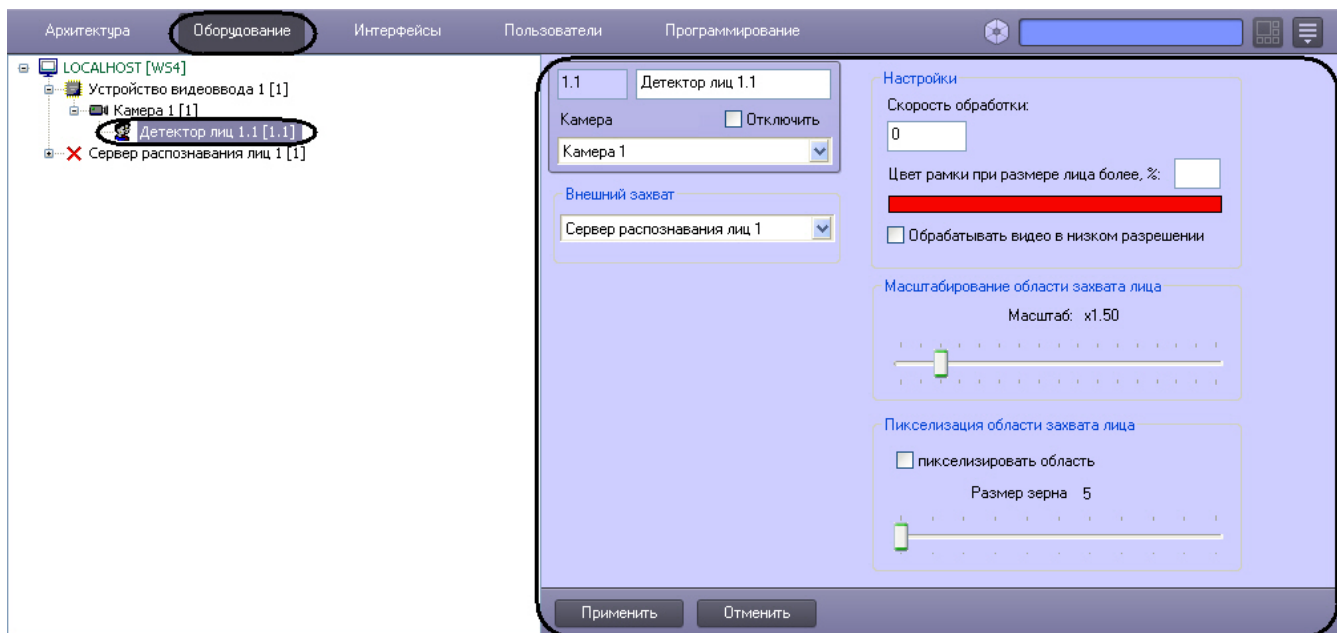 Архитектура Оборудование Интерфейсы Пользователи Программирование
LOCALHOST [WS4]
Устройство видеоввода 1 [1]
Камера 1 [1]
Детектор лиц 1.1 [1.1]
Сервер распознавания лиц 1 [1]
1.1 Детектор лиц 1.1
Камера Отключить
Камера 1
Внешний захват
Сервер распознавания лиц 1
Настройки
Скорость обработки:
0
Цвет рамки при размере лица более, %:
Обрабатывать видео в низком разрешении
Масштабирование области захвата лица
Масштаб: x1.50
Пикселизация области захвата лица
пикселизировать область
Размер зерна 5
Применить Отменить